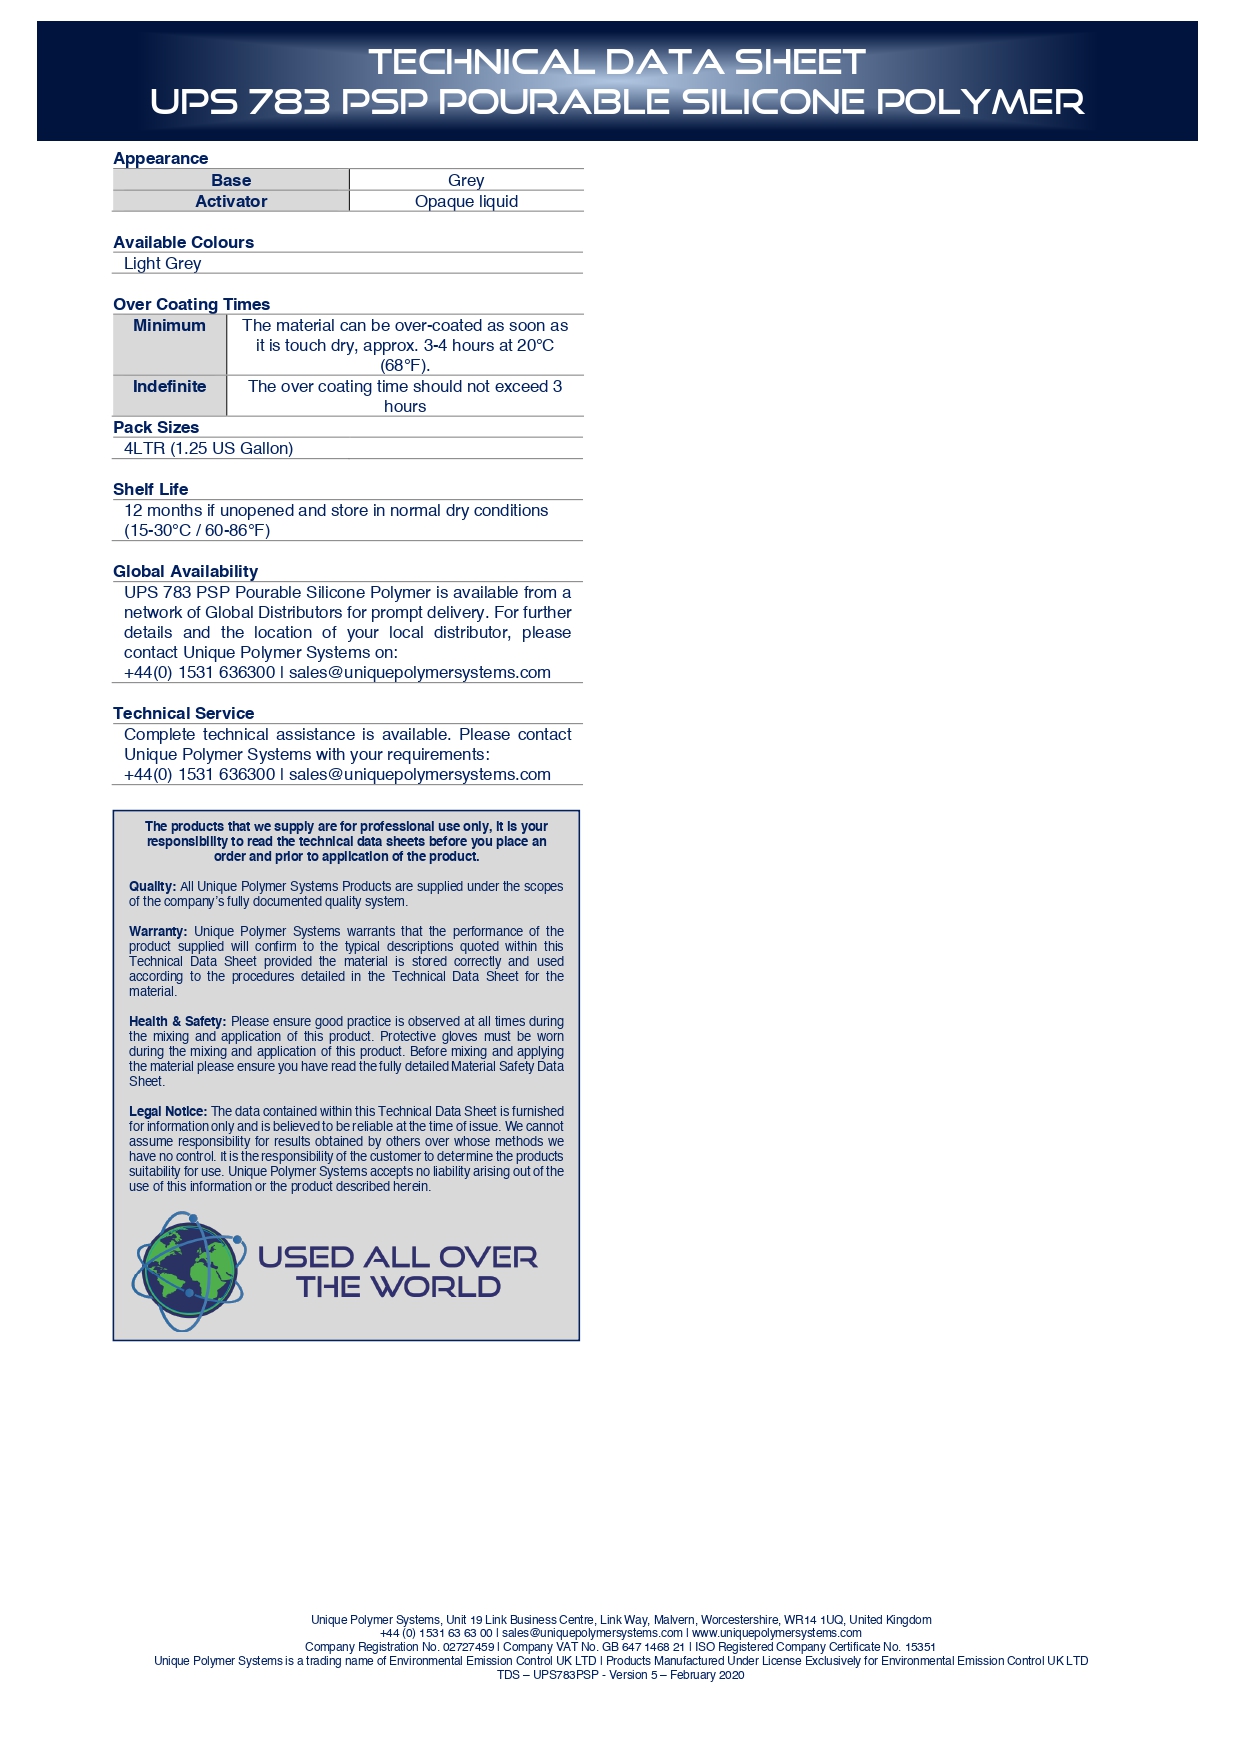 TECHNICAL DATA SHEET
UPS 783 PSP POURABLE SILICONE POLYMER
Appearance
Base Grey
Activator Opaque liquid
Available Colours
Light Grey
Over Coating Times
Minimum The material can be over-coated as soon as
it is touch dry, approx. 3-4 hours at 20°C
(68°F).
Indefinite The over coating time should not exceed 3
hours
Pack Sizes
4LTR (1.25 US Gallon)
Shelf Life
12 months if unopened and store in normal dry conditions
(15-30°C / 60-86°F)
Global Availability
UPS 783 PSP Pourable Silicone Polymer is available from a
network of Global Distributors for prompt delivery. For further
details and the location of your local distributor, please
contact Unique Polymer Systems on:
+44(0) 1531 636300 | sales@uniquepolymersystems.com
Technical Service
Complete technical assistance is available. Please contact
Unique Polymer Systems with your requirements:
+44(0) 1531 636300 | sales@uniquepolymersystems.com
The products that we supply are for professional use only, it is your
responsibility to read the technical data sheets before you place an
order and prior to application of the product.
Quality: All Unique Polymer Systems Products are supplied under the scopes
of the company's fully documented quality system.
Warranty: Unique Polymer Systems warrants that the performance of the
product supplied will confirm to the typical descriptions quoted within this
Technical Data Sheet provided the material is stored correctly and used
according to the procedures detailed in the Technical Data Sheet for the
material.
Health & Safety: Please ensure good practice is observed at all times during
the mixing and application of this product. Protective gloves must be worn
during the mixing and application of this product. Before mixing and applying
the material please ensure you have read the fully detailed Material Safety Data
Sheet.
Legal Notice: The data contained within this Technical Data Sheet is furnished
for information only and is believed to be reliable at the time of issue. We cannot
assume responsibility for results obtained by others over whose methods we
have no control. It is the responsibility of the customer to determine the products
suitability for use. Unique Polymer Systems accepts no liability arising out of the
use of this information or the product described herein.
USED ALL OVER
THE WORLD
Unique Polymer Systems, Unit 19 Link Business Centre, Link Way, Malvern, Worcestershire, WR14 1UQ, United Kingdom
+44 (0) 1531 63 63 00 | sales@uniquepolymersystems.com | www.uniquepolymersystems.com
Company Registration No. 02727459 | Company VAT No. GB 647 1468 21 | ISO Registered Company Certificate No. 15351
Unique Polymer Systems is a trading name of Environmental Emission Control UK LTD | Products Manufactured Under License Exclusively for Environmental Emission Control UK LTD
TDS – UPS783PSP - Version 5 – February 2020